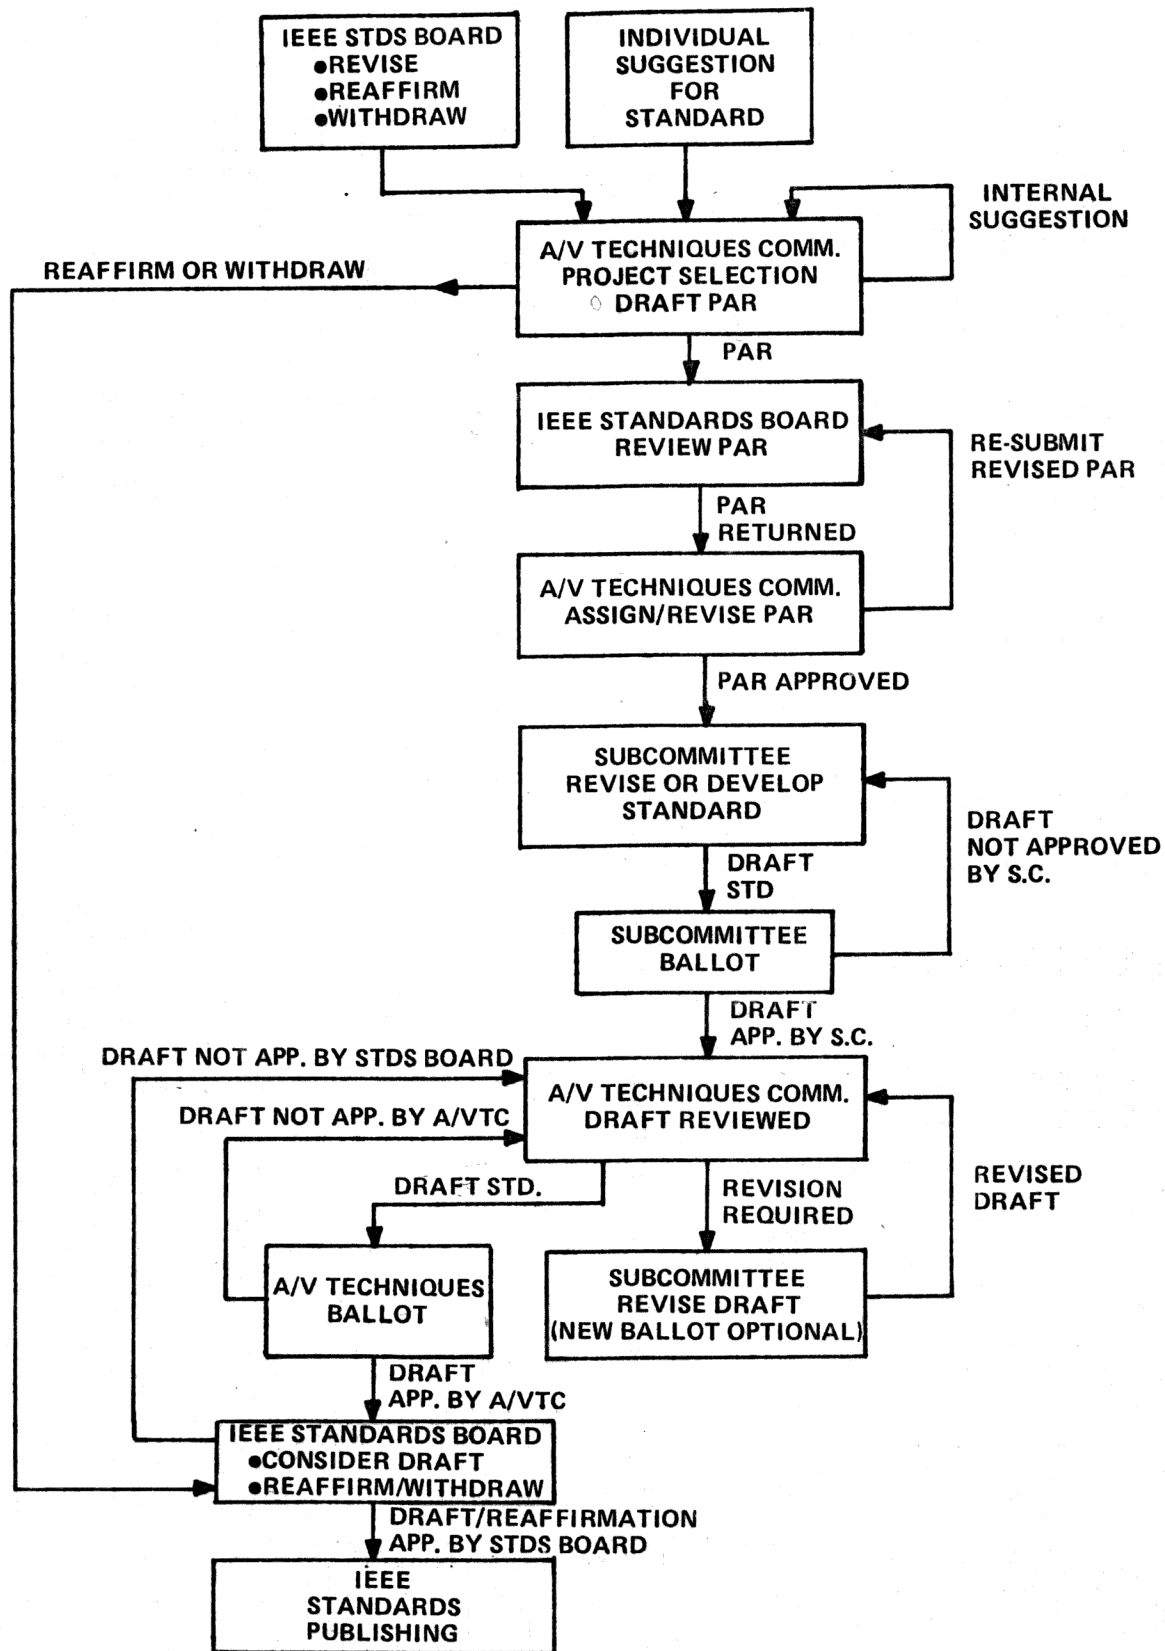 IEEE STDS BOARD
●REVISE
●REAFFIRM
●WITHDRAW
INDIVIDUAL
SUGGESTION
FOR
STANDARD
INTERNAL
SUGGESTION
A/V TECHNIQUES COMM.
PROJECT SELECTION
DRAFT PAR
REAFFIRM OR WITHDRAW
PAR
IEEE STANDARDS BOARD
REVIEW PAR
RE-SUBMIT
REVISED PAR
PAR
RETURNED
A/V TECHNIQUES COMM.
ASSIGN/REVISE PAR
PAR APPROVED
SUBCOMMITTEE
REVISE OR DEVELOP
STANDARD
DRAFT
NOT APPROVED
BY S.C.
DRAFT
STD
SUBCOMMITTEE
BALLOT
DRAFT
APP. BY S.C.
DRAFT NOT APP. BY STDS BOARD
A/V TECHNIQUES COMM.
DRAFT REVIEWED
DRAFT NOT APP. BY A/VTC
DRAFT STD.
REVISION
REQUIRED
REVISED
DRAFT
A/V TECHNIQUES
BALLOT
SUBCOMMITTEE
REVISE DRAFT
(NEW BALLOT OPTIONAL)
DRAFT
APP. BY A/VTC
IEEE STANDARDS BOARD
●CONSIDER DRAFT
●REAFFIRM/WITHDRAW
DRAFT/REAFFIRMATION
APP. BY STDS BOARD
IEEE
STANDARDS
PUBLISHING